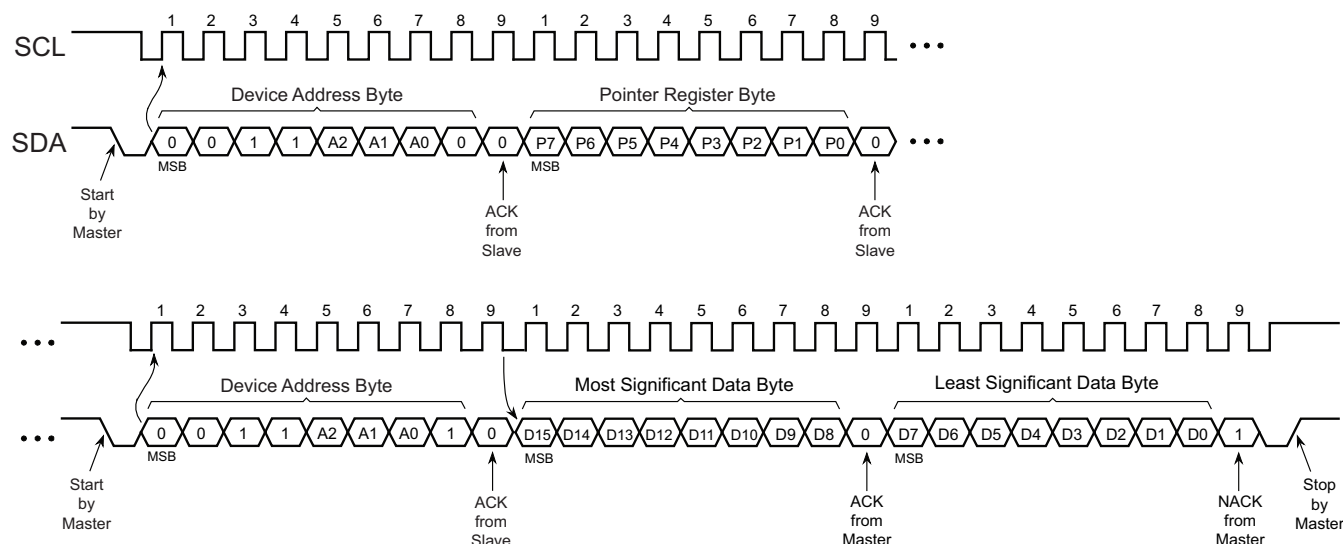 1 2 3 4 5 6 7 8 9 1 2 3 4 5 6 7 8 9
SCL
Device Address Byte Pointer Register Byte
SDA 0 0 1 1 A2 A1 A0 0 0 P7 P6 P5 P4 P3 P2 P1 P0 0
MSB MSB
Start
by
Master
ACK
from
Slave
ACK
from
Slave
1 2 3 4 5 6 7 8 9 1 2 3 4 5 6 7 8 9 1 2 3 4 5 6 7 8 9
Device Address Byte Most Significant Data Byte Least Significant Data Byte
0 0 1 1 A2 A1 A0 1 0 D15 D14 D13 D12 D11 D10 D9 D8 0 D7 D6 D5 D4 D3 D2 D1 D0 1
MSB MSB MSB
Start
by
Master
ACK
from
Slave
ACK
from
Master
NACK
from
Master
Stop
by
Master